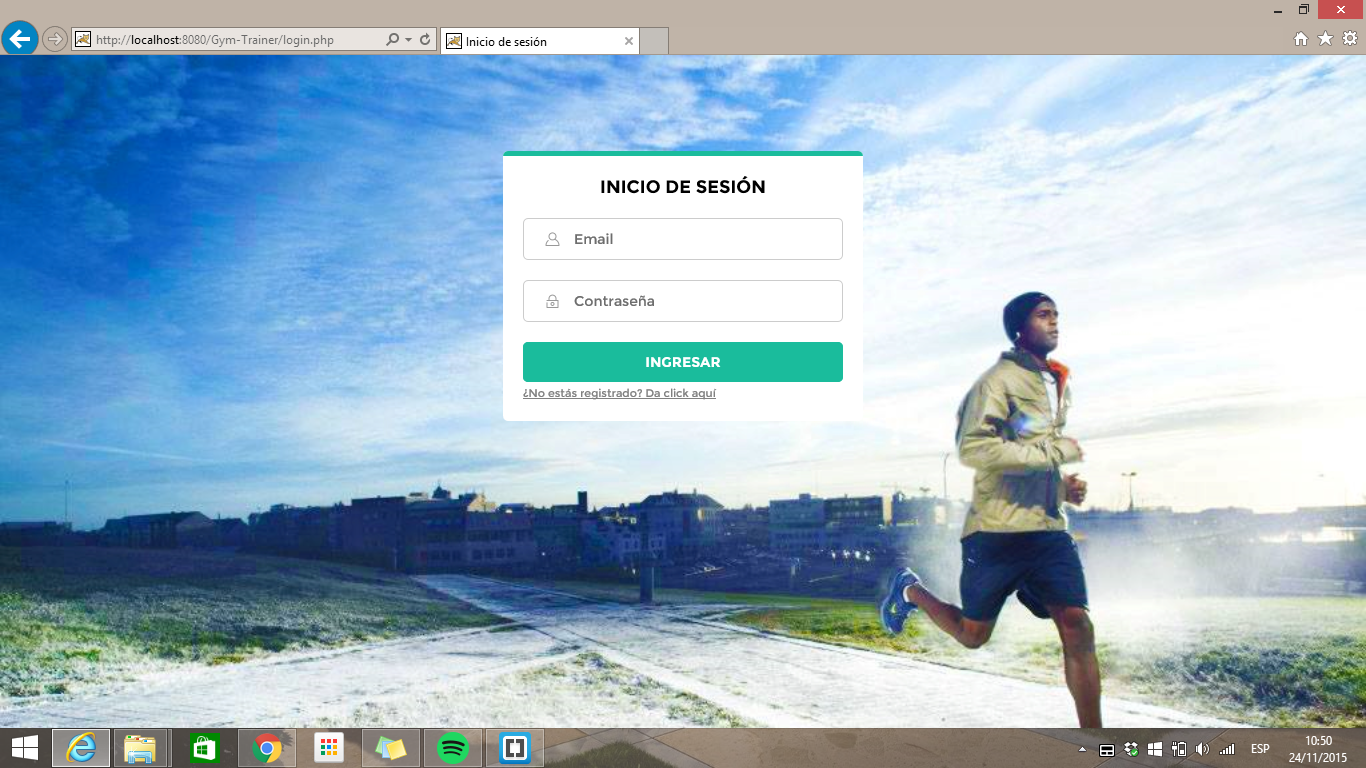 http://localhost:8080/Gym-Trainer/login.php
Inicio de sesión
INICIO DE SESIÓN
Email
Contraseña
INGRESAR
¿No estás registrado? Da click aquí
ESP
10:50
24/11/2015